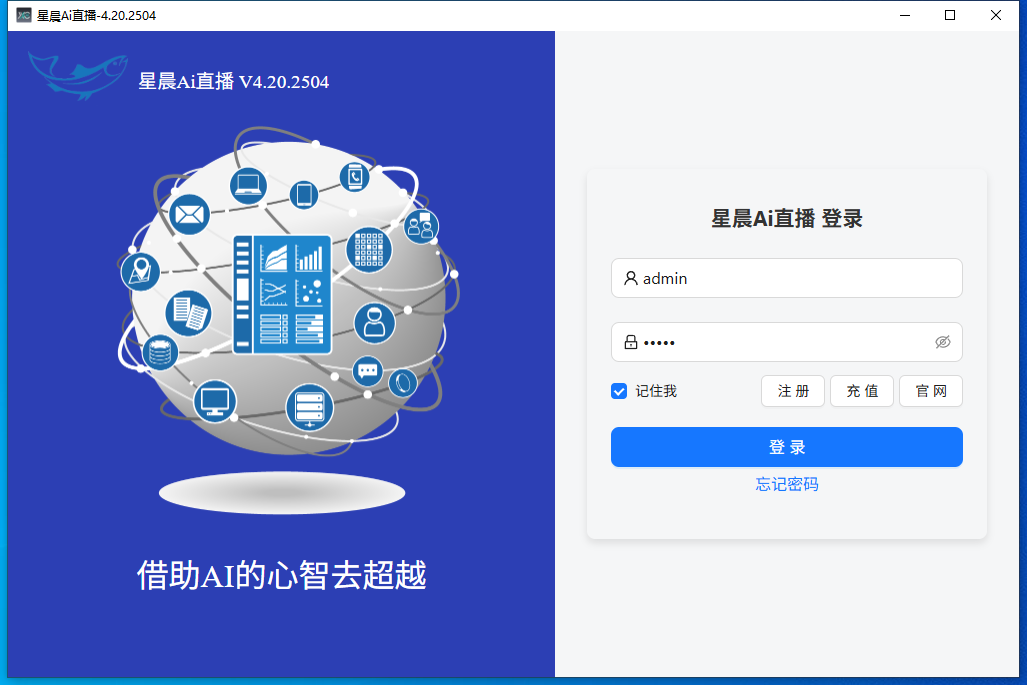 星晨Ai直播-4.20.2504
星晨Ai直播 V4.20.2504
借助AI的心智去超越
星晨Ai直播 登录
admin
•••••
记住我
注 册
充 值
官 网
登 录
忘记密码